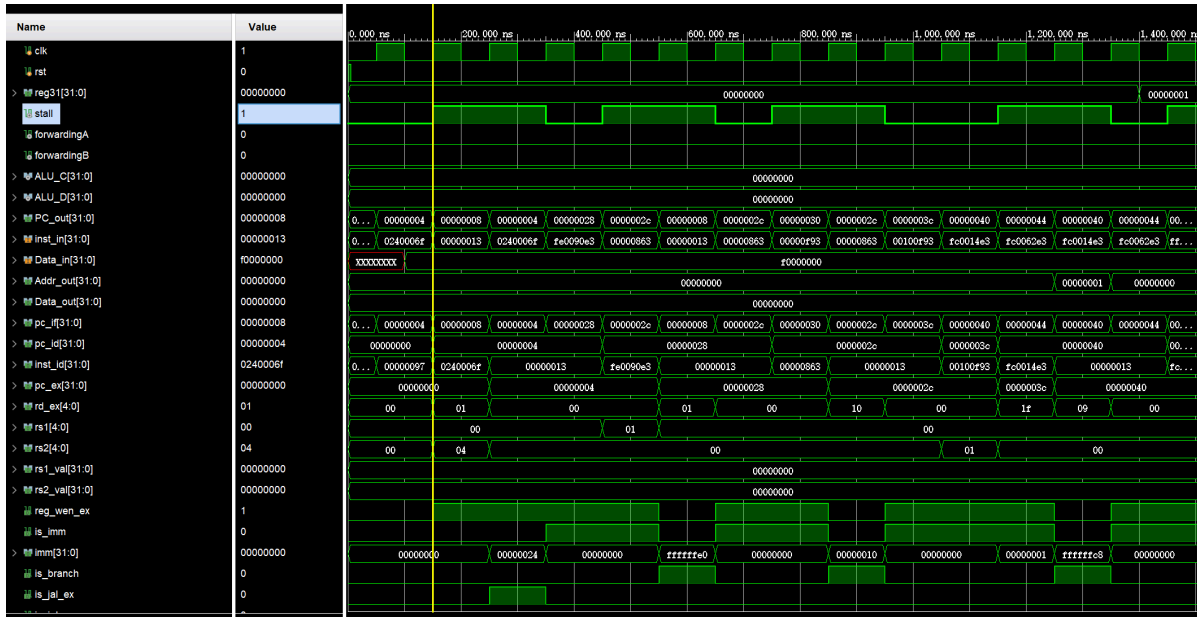 Name Value
0.000 ns 200.000 ns 400.000 ns 600.000 ns 800.000 ns 1,000.000 ns 1,200.000 ns 1,400.000 n
clk 1
rst 0
reg31[31:0] 00000000 00000000 00000001
stall 1
forwardingA 0
forwardingB 0
ALU_C[31:0] 00000000 00000000
ALU_D[31:0] 00000000 00000000
PC_out[31:0] 00000008 0... 00000004 00000008 00000004 00000028 0000002c 00000008 0000002c 00000030 0000002c 0000003c 00000040 00000044 00000040 00000044 00...
inst_in[31:0] 00000013 0... 0240006f 00000013 0240006f fe0090e3 00000863 00000013 00000863 00000f93 00000863 00100f93 fc0014e3 fc0062e3 fc0014e3 fc0062e3 ff...
Data_in[31:0] f0000000 XXXXXXXX f0000000
Addr_out[31:0] 00000000 00000000 00000001 00000000
Data_out[31:0] 00000000 00000000
pc_if[31:0] 00000008 0... 00000004 00000008 00000004 00000028 0000002c 00000008 0000002c 00000030 0000002c 0000003c 00000040 00000044 00000040 00000044 00...
pc_id[31:0] 00000004 00000000 00000004 00000028 0000002c 0000003c 00000040 00...
inst_id[31:0] 0240006f 0... 00000097 0240006f 00000013 fe0090e3 00000013 00000863 00000013 00100f93 fc0014e3 00000013 fc...
pc_ex[31:0] 00000000 00000000 00000004 00000028 0000002c 0000003c 00000040
rd_ex[4:0] 01 00 01 00 01 00 10 00 1f 09 00
rs1[4:0] 00 00 01 00
rs2[4:0] 04 00 04 00 01 00
rs1_val[31:0] 00000000 00000000
rs2_val[31:0] 00000000 00000000
reg_wen_ex 1
is_imm 0
imm[31:0] 00000000 00000000 00000024 00000000 ffffffe0 00000000 00000010 00000000 00000001 ffffffc8 00000000
is_branch 0
is_jal_ex 0